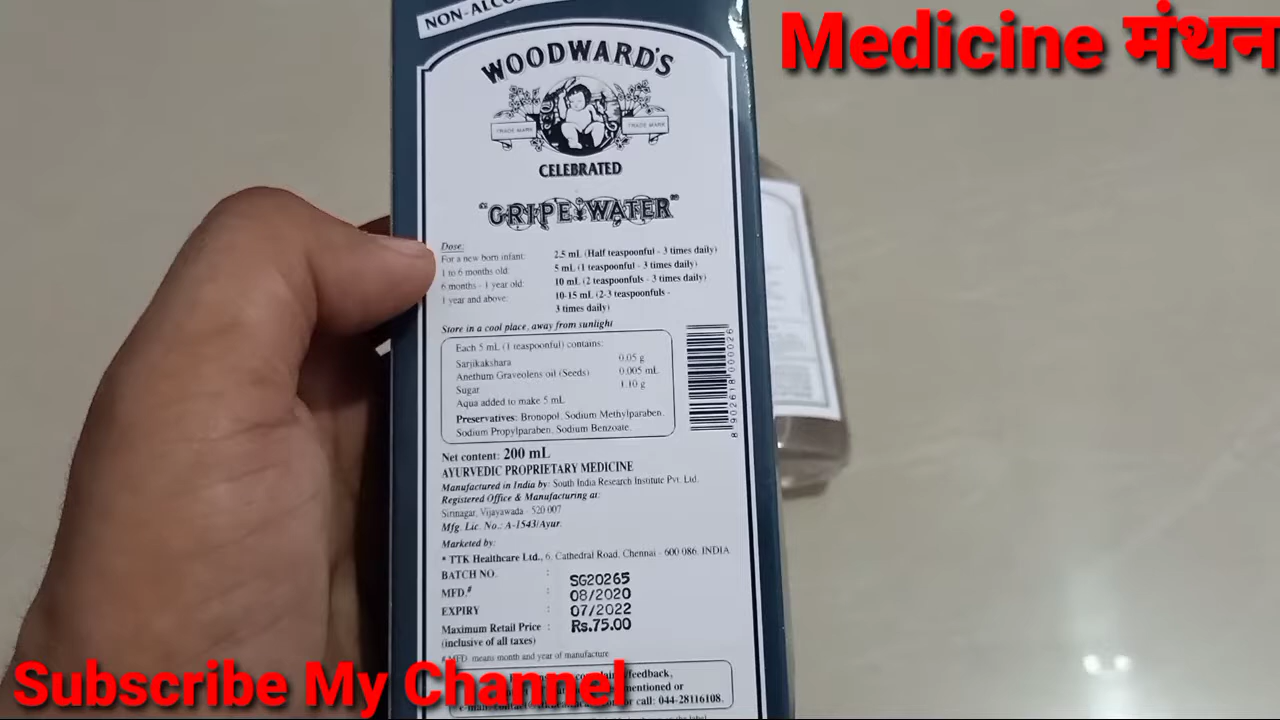 Medicine मंथन
NON-ALCO
WOODWARD'S
TRADE MARK TRADE MARK
CELEBRATED
"GRIPE WATER"
Dose:
For a new born infant: 2.5 mL (Half teaspoonful - 3 times daily)
1 to 6 months old: 5 mL (1 teaspoonful - 3 times daily)
6 months - 1 year old: 10 mL (2 teaspoonfuls - 3 times daily)
1 year and above: 10-15 mL (2-3 teaspoonfuls -
3 times daily)
Store in a cool place, away from sunlight
Each 5 mL (1 teaspoonful) contains:
Sarjikakshara 0.05 g
Anethum Graveolens oil (Seeds) 0.005 mL
Sugar 1.10 g
Aqua added to make 5 mL
Preservatives: Bronopol, Sodium Methylparaben,
Sodium Propylparaben, Sodium Benzoate.
8 902618 000026
Net content: 200 mL
AYURVEDIC PROPRIETARY MEDICINE
Manufactured in India by: South India Research Institute Pvt. Ltd.
Registered Office & Manufacturing at:
Srinagar, Vijayawada - 520 007
Mfg. Lic. No.: A-1543/Ayur.
Marketed by:
* TTK Healthcare Ltd., 6, Cathedral Road, Chennai - 600 086. INDIA
BATCH NO. : SG20265
MFD.# : 08/2020
EXPIRY : 07/2022
Maximum Retail Price : Rs.75.00
(inclusive of all taxes)
# MFD. means month and year of manufacture
feedback,
mentioned or
or call: 044-28116108.
Subscribe My Channel